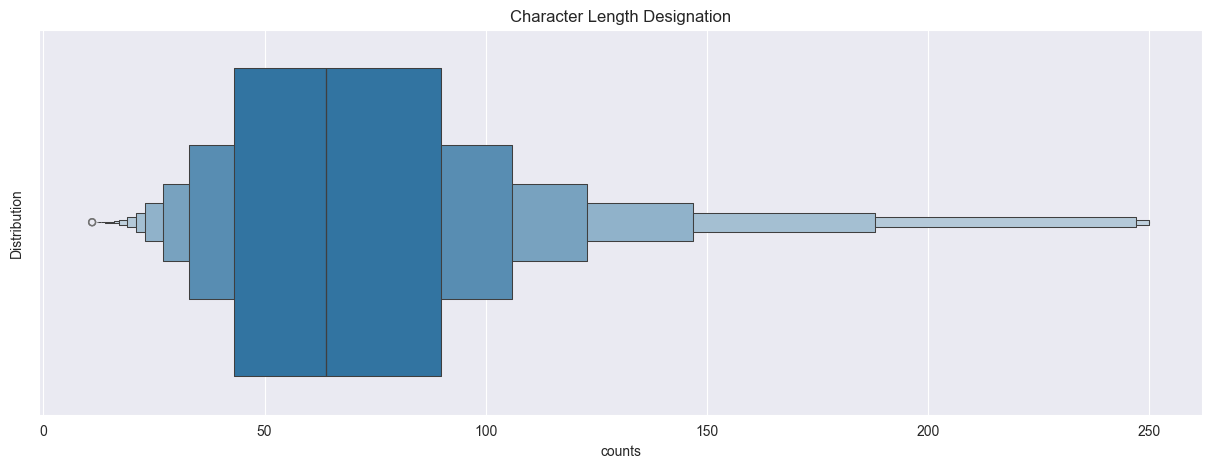 Character Length Designation
Distribution
0 50 100 150 200 250
counts